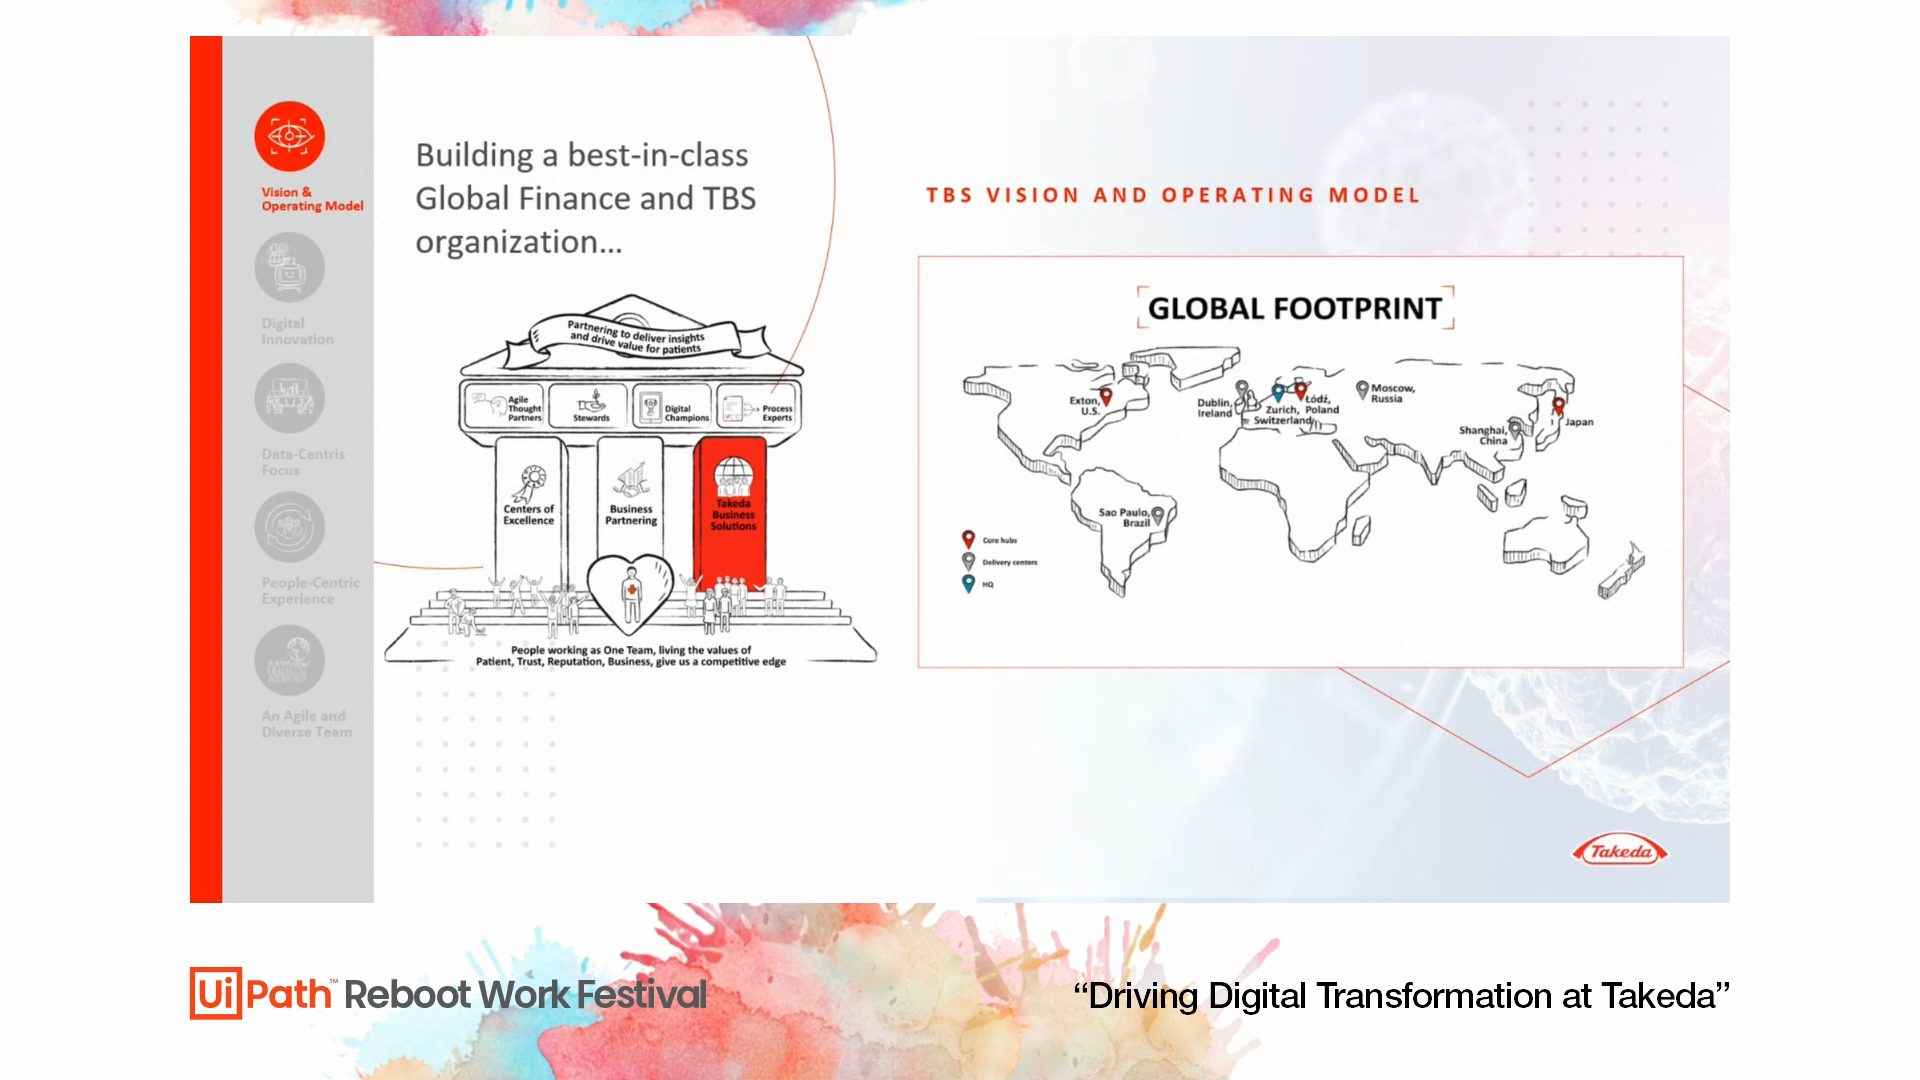 Vision &
Operating Model
Digital
Innovation
Data-Centris
Focus
People-Centric
Experience
An Agile and
Diverse Team
Building a best-in-class
Global Finance and TBS
organization...
Partnering to deliver insights
and drive value for patients
Agile
Thought
Partners
Stewards
Digital
Champions
Process
Experts
Centers of
Excellence
Business
Partnering
Takeda
Business
Solutions
People working as One Team, living the values of
Patient, Trust, Reputation, Business, give us a competitive edge
TBS VISION AND OPERATING MODEL
GLOBAL FOOTPRINT
Exton,
U.S.
Dublin,
Ireland
Zurich,
Switzerland
Łódź,
Poland
Moscow,
Russia
Shanghai,
China
Japan
Sao Paulo,
Brazil
Core hubs
Delivery centers
HQ
Takeda
UiPath™ Reboot Work Festival
“Driving Digital Transformation at Takeda”